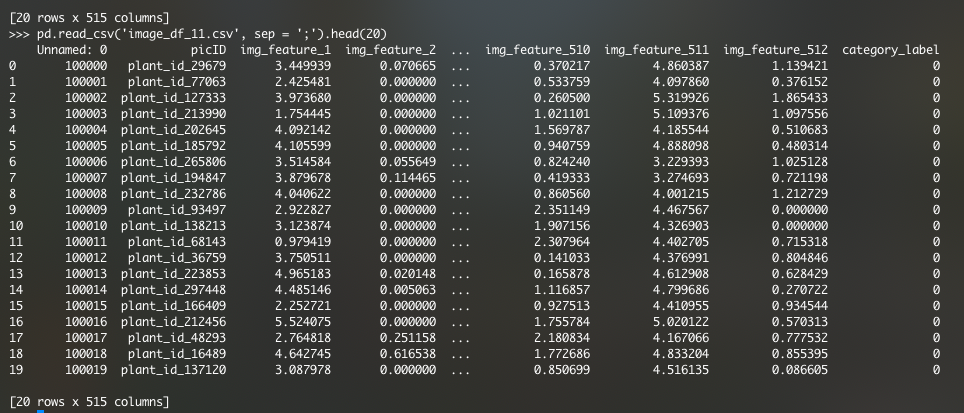 [20 rows x 515 columns]
>>> pd.read_csv('image_df_11.csv', sep = ';').head(20)
Unnamed: 0 picID img_feature_1 img_feature_2 ... img_feature_510 img_feature_511 img_feature_512 category_label
0 100000 plant_id_29679 3.449939 0.070665 ... 0.370217 4.860387 1.139421 0
1 100001 plant_id_77063 2.425481 0.000000 ... 0.533759 4.097860 0.376152 0
2 100002 plant_id_127333 3.973680 0.000000 ... 0.260500 5.319926 1.865433 0
3 100003 plant_id_213990 1.754445 0.000000 ... 1.021101 5.109376 1.097556 0
4 100004 plant_id_202645 4.092142 0.000000 ... 1.569787 4.185544 0.510683 0
5 100005 plant_id_185792 4.105599 0.000000 ... 0.940759 4.888098 0.480314 0
6 100006 plant_id_265806 3.514584 0.055649 ... 0.824240 3.229393 1.025128 0
7 100007 plant_id_194847 3.879678 0.114465 ... 0.419333 3.274693 0.721198 0
8 100008 plant_id_232786 4.040622 0.000000 ... 0.860560 4.001215 1.212729 0
9 100009 plant_id_93497 2.922827 0.000000 ... 2.351149 4.467567 0.000000 0
10 100010 plant_id_138213 3.123874 0.000000 ... 1.907156 4.326903 0.000000 0
11 100011 plant_id_68143 0.979419 0.000000 ... 2.307964 4.402705 0.715318 0
12 100012 plant_id_36759 3.750511 0.000000 ... 0.141033 4.376991 0.804846 0
13 100013 plant_id_223853 4.965183 0.020148 ... 0.165878 4.612908 0.628429 0
14 100014 plant_id_297448 4.485146 0.005063 ... 1.116857 4.799686 0.270722 0
15 100015 plant_id_166409 2.252721 0.000000 ... 0.927513 4.410955 0.934544 0
16 100016 plant_id_212456 5.524075 0.000000 ... 1.755784 5.020122 0.570313 0
17 100017 plant_id_48293 2.764818 0.251158 ... 2.180834 4.167066 0.777532 0
18 100018 plant_id_16489 4.642745 0.616538 ... 1.772686 4.833204 0.855395 0
19 100019 plant_id_137120 3.087978 0.000000 ... 0.850699 4.516135 0.086605 0
[20 rows x 515 columns]